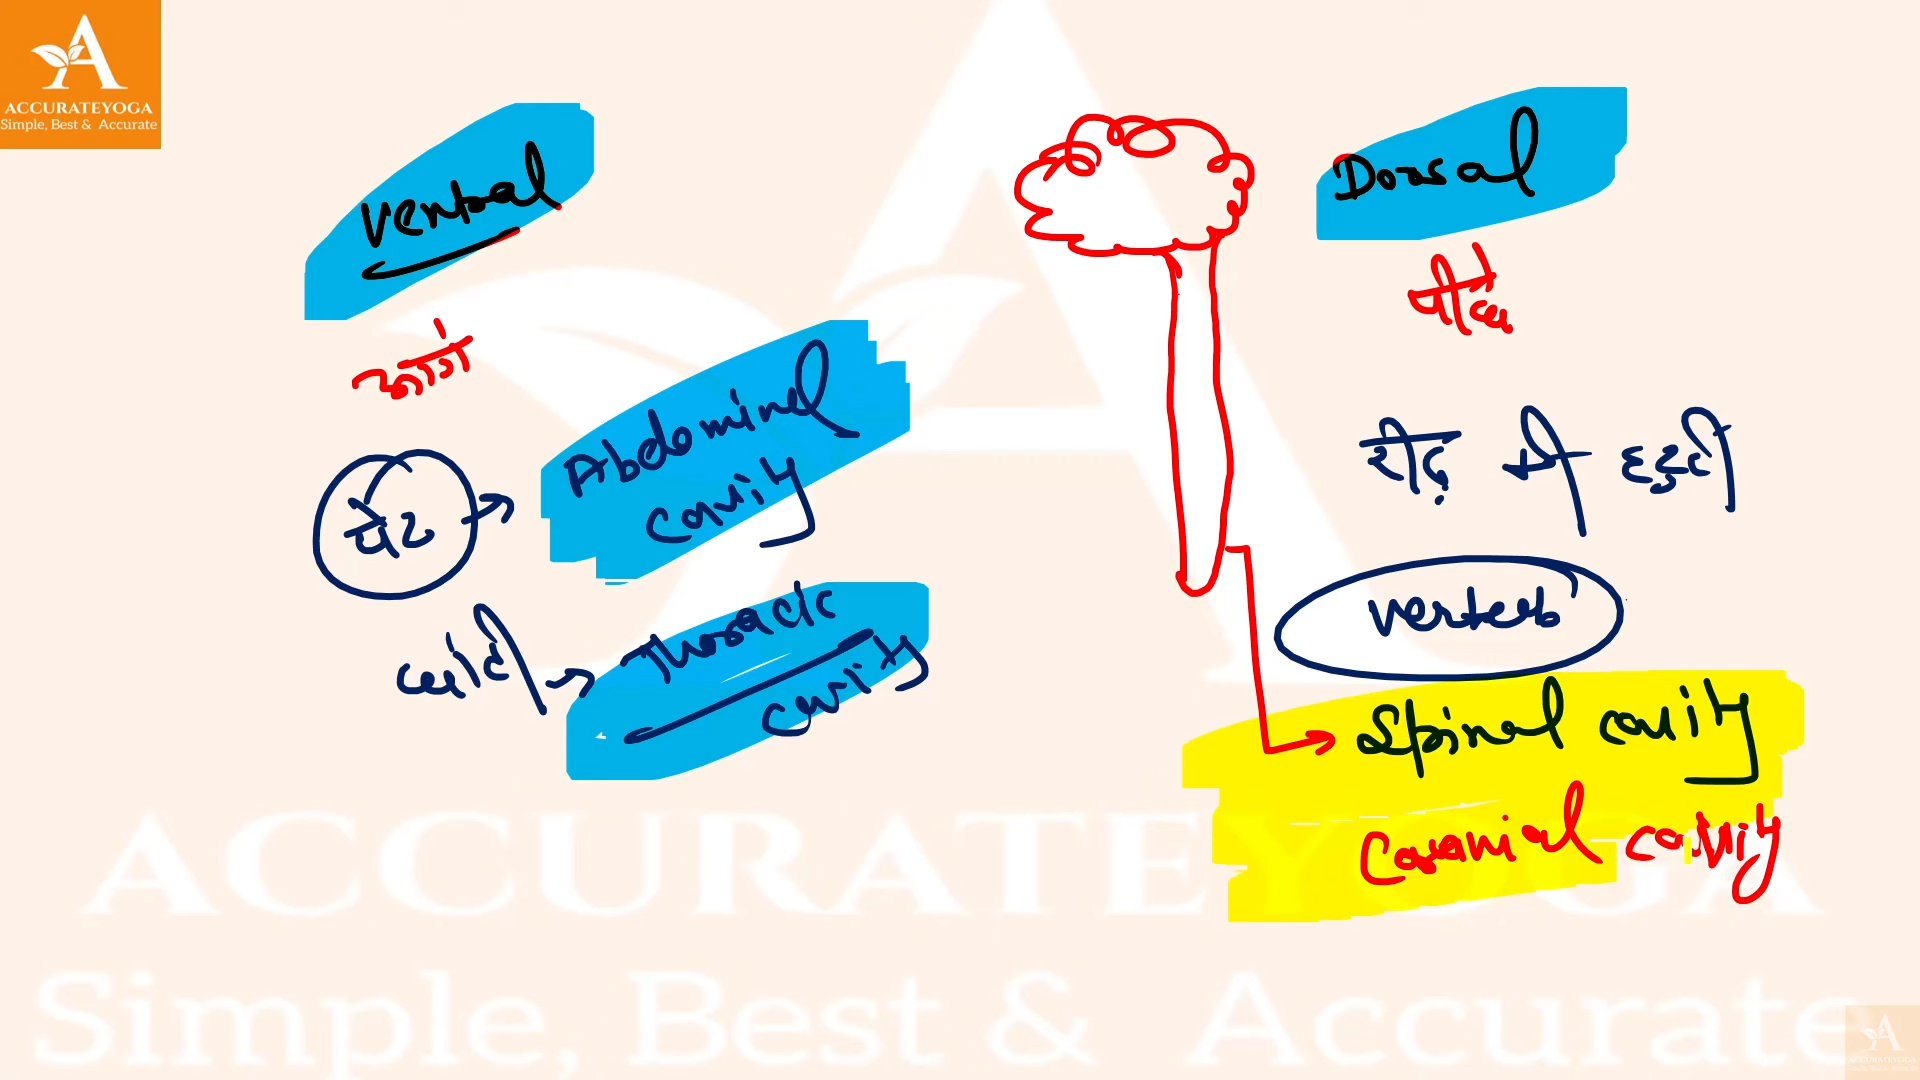 ACCURATEYOGA
Simple, Best & Accurate
Ventral
आगे
पेट → Abdominal
cavity
→ Thoracic
cavity
Dorsal
पीछे
रीढ़ की हड्डी
verteb
Spinal cavity
Cranial cavity
ACCURATEYOGA
Simple, Best & Accurate